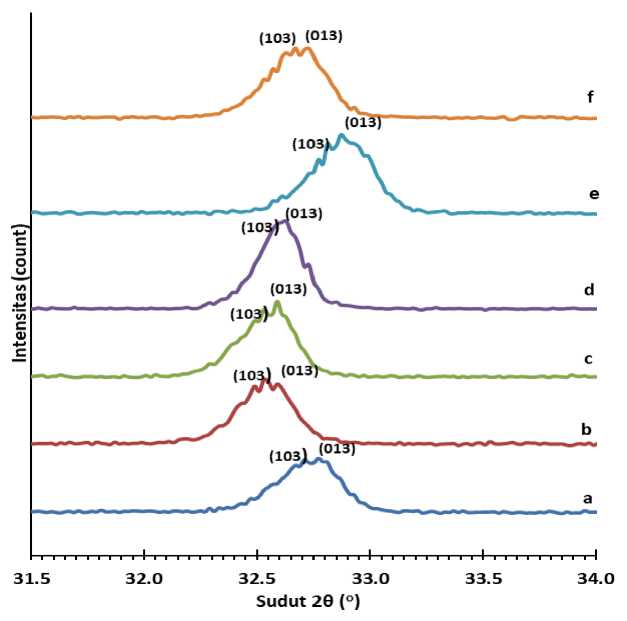 (103) (013)
f
(013)
(103)
e
(013)
(103)
d
(013)
(103)
c
(103) (013)
b
(103) (013)
a
Intensitas (count)
31.5 32.0 32.5 33.0 33.5 34.0
Sudut 2θ (°)